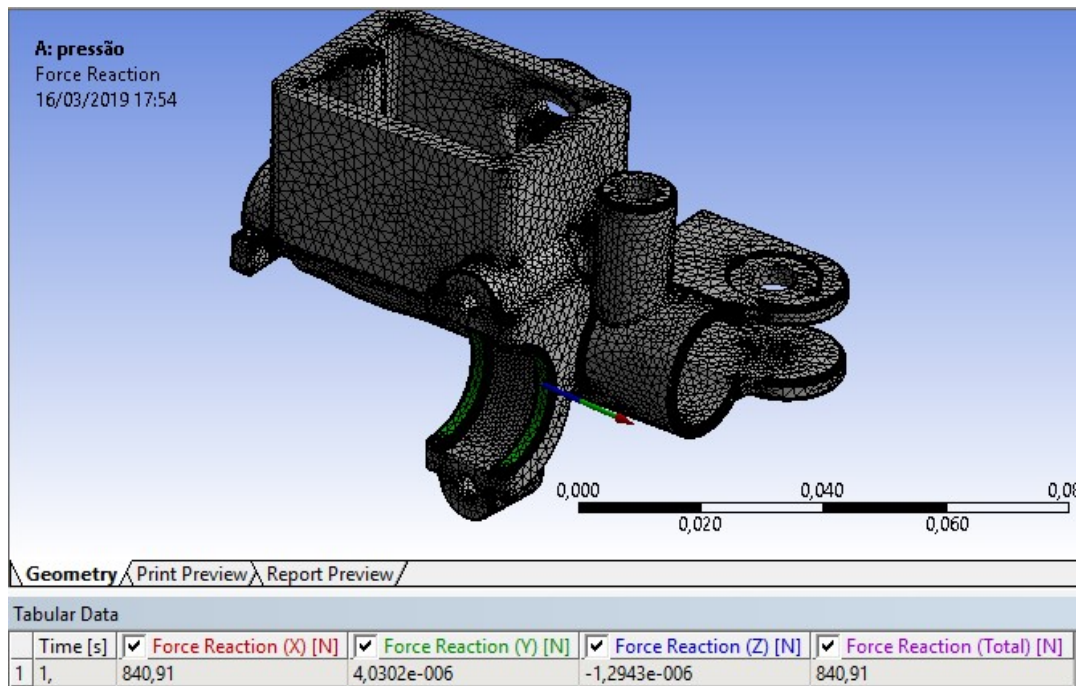 A: pressão
Force Reaction
16/03/2019 17:54
0,000 0,040 0,08
0,020 0,060
Geometry Print Preview Report Preview
Tabular Data
Time [s] Force Reaction (X) [N] Force Reaction (Y) [N] Force Reaction (Z) [N] Force Reaction (Total) [N]
1 1, 840,91 4,0302e-006 -1,2943e-006 840,91